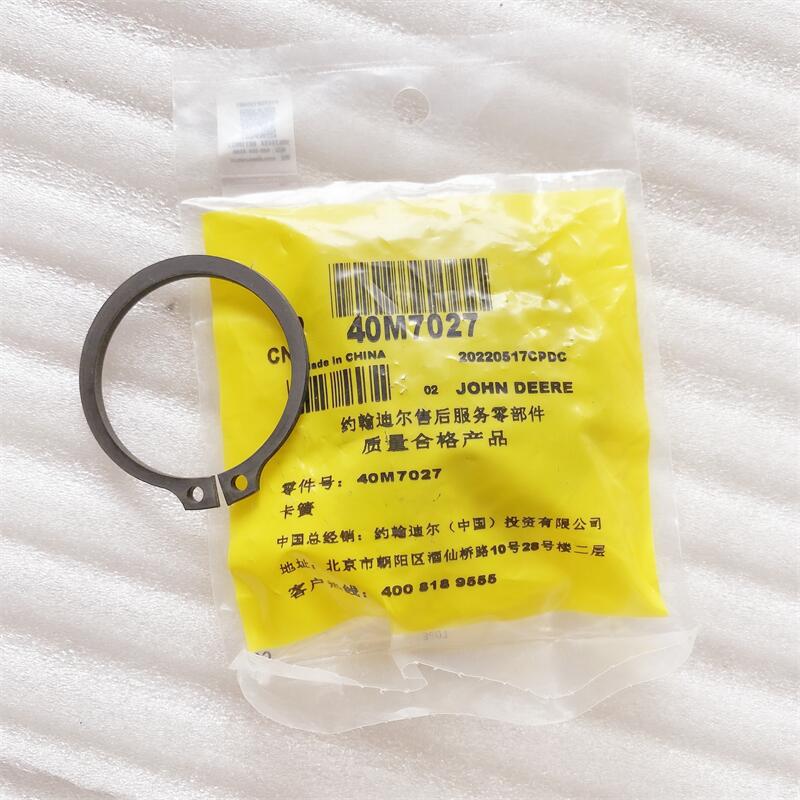 40M7027
CN
Made in CHINA
20220517CPDC
02 JOHN DEERE
约翰迪尔售后服务零部件
质量合格产品
零件号: 40M7027
卡簧
中国总经销: 约翰迪尔(中国)投资有限公司
地址: 北京市朝阳区酒仙桥路10号28号楼二层
客户热线: 400 818 9555